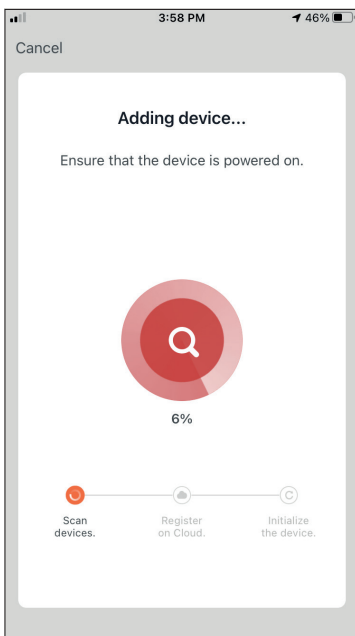 3:58 PM
46%
Cancel
Adding device...
Ensure that the device is powered on.
6%
Scan
devices.
Register
on Cloud.
Initialize
the device.